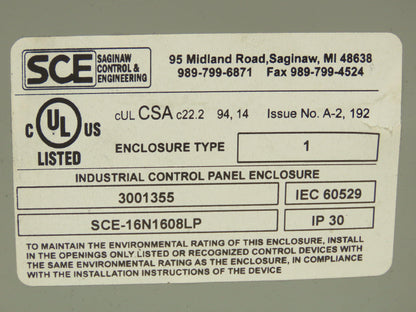 SCE SAGINAW CONTROL & ENGINEERING
95 Midland Road,Saginaw, MI 48638
989-799-6871 Fax 989-799-4524
C UL US
LISTED
cUL CSA C22.2 94, 14 Issue No. A-2, 192
ENCLOSURE TYPE 1
INDUSTRIAL CONTROL PANEL ENCLOSURE
3001355 IEC 60529
SCE-16N1608LP IP 30
TO MAINTAIN THE ENVIRONMENTAL RATING OF THIS ENCLOSURE, INSTALL
IN THE OPENINGS ONLY LISTED OR RECOGNIZED CONTROL DEVICES WITH
THE SAME ENVIRONMENTAL RATING AS THE ENCLOSURE, IN COMPLIANCE
WITH THE INSTALLATION INSTRUCTIONS OF THE DEVICE